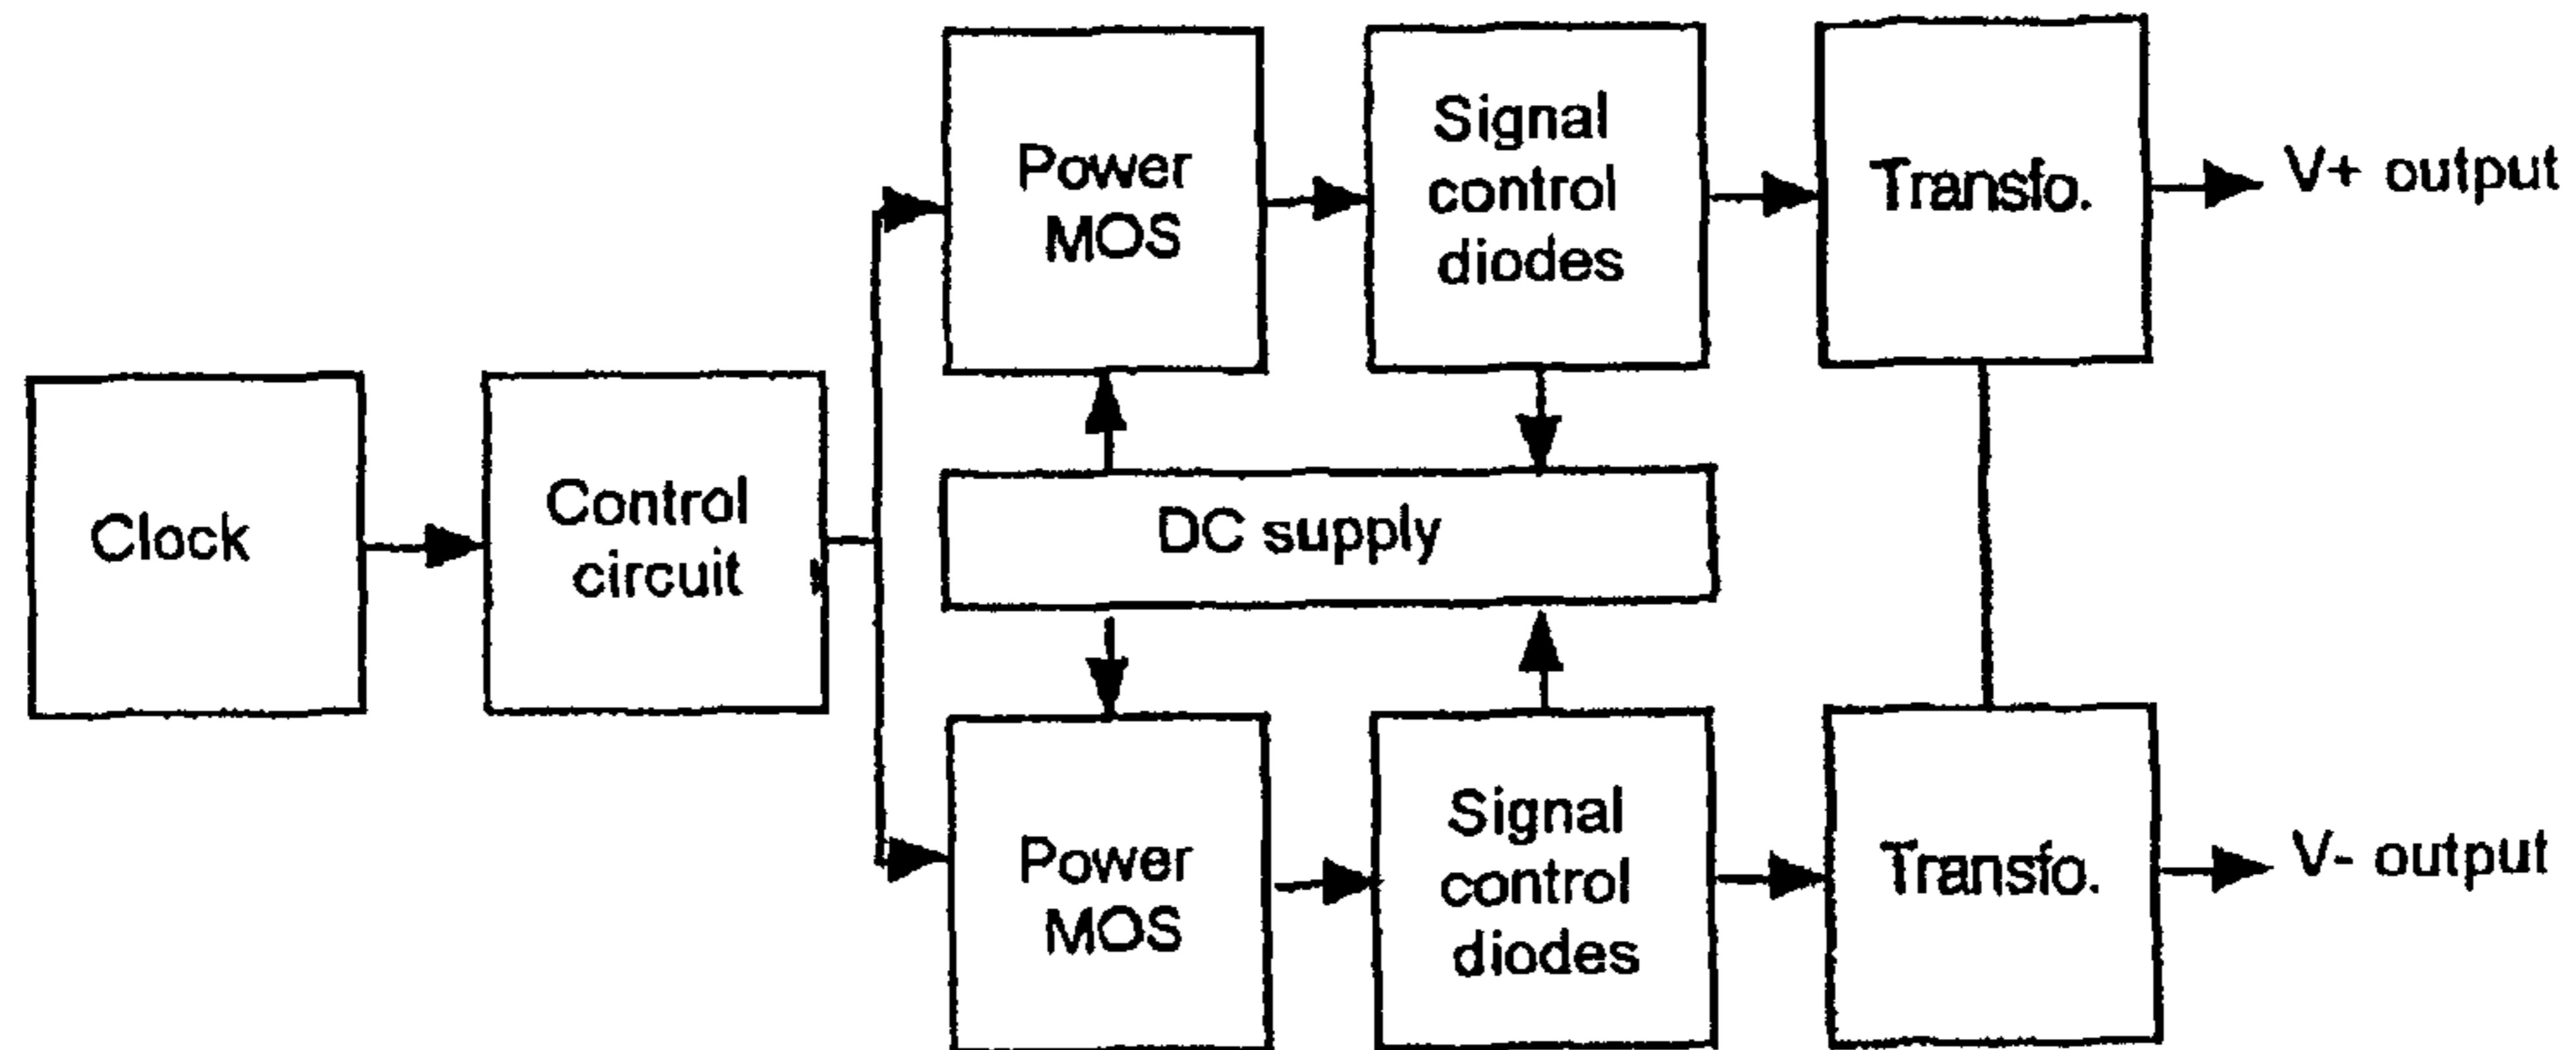 Power
MOS
Signal
control
diodes
Transfo.
V+ output
Clock
Control
circuit
DC supply
Power
MOS
Signal
control
diodes
Transfo.
V- output